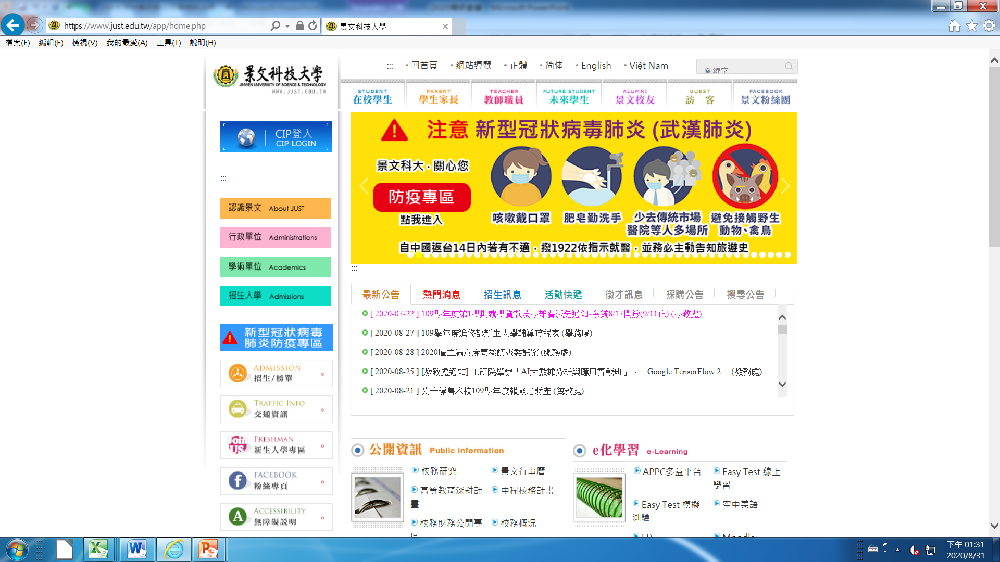 https://www.just.edu.tw/app/home.php
景文科技大學
檔案(F) 編輯(E) 檢視(V) 我的最愛(A) 工具(T) 說明(H)
景文科技大學
JINWEN UNIVERSITY OF SCIENCE & TECHNOLOGY
WWW.JUST.EDU.TW
::: 回首頁 網站導覽 正體 简体 English Việt Nam
關鍵字
STUDENT PARENT TEACHER FUTURE STUDENT ALUMNI GUEST FACEBOOK
在校學生 學生家長 教師職員 未來學生 景文校友 訪 客 景文粉絲團
CIP登入
CIP LOGIN
:::
認識景文 About JUST
行政單位 Administrations
學術單位 Academics
招生入學 Admissions
新型冠狀病毒
肺炎防疫專區
ADMISSION
招生/榜單 »
TRAFFIC INFO
交通資訊 »
Join US
FRESHMAN
新生入學專區 »
FACEBOOK
粉絲專頁 »
ACCESSIBILITY
無障礙說明 »
注意 新型冠狀病毒肺炎 (武漢肺炎)
景文科大．關心您
防疫專區
點我進入
咳嗽戴口罩
肥皂勤洗手
少去傳統市場
醫院等人多場所
避免接觸野生
動物、禽鳥
自中國返台14日內若有不適，撥1922依指示就醫，並務必主動告知旅遊史
:::
最新公告 熱門消息 招生訊息 活動快遞 徵才訊息 採購公告 搜尋公告
[ 2020-07-22 ] 109學年度第1學期就學貸款及學雜費減免通知-系統8/17開放(9/11止) (學務處)
[ 2020-08-27 ] 109學年度進修部新生入學輔導時程表 (學務處)
[ 2020-08-28 ] 2020雇主滿意度問卷調查委託案 (總務處)
[ 2020-08-25 ] [教務處通知] 工研院舉辦「AI大數據分析與應用實戰班」、「Google TensorFlow 2.... (教務處)
[ 2020-08-21 ] 公告標售本校109學年度報廢之財產 (總務處)
公開資訊 Public information
校務研究 景文行事曆
高等教育深耕計畫 中程校務計畫
校務財務公開專區 校務概況
e化學習 e-Learning
APPC多益平台 Easy Test 線上學習
Easy Test 模擬測驗 空中美語
EP Moodle
下午 01:31
2020/8/31